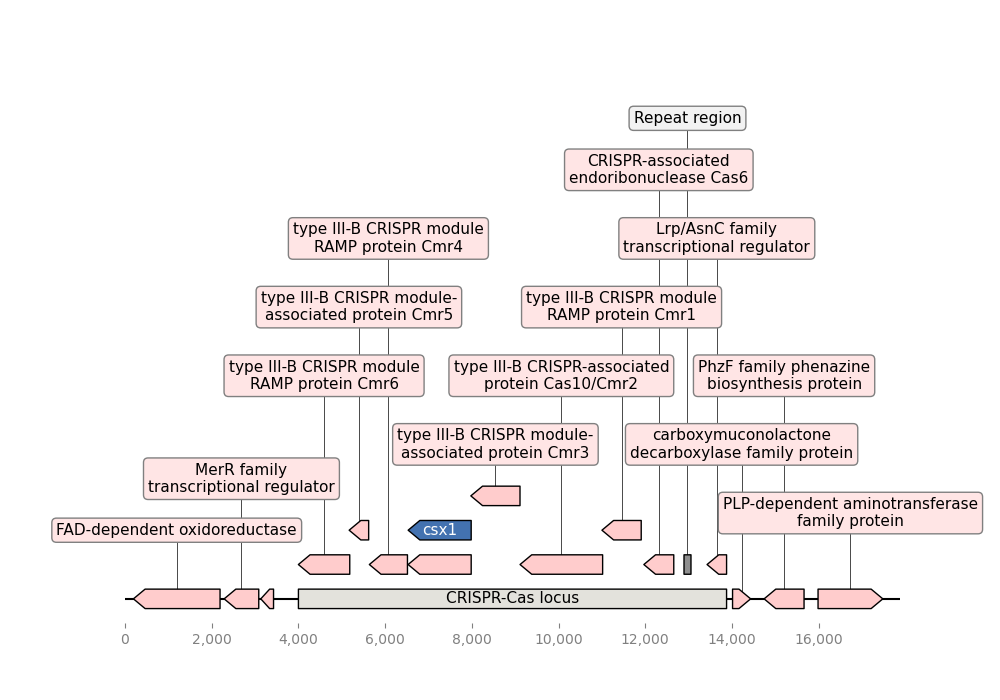 Repeat region
CRISPR-associated
endoribonuclease Cas6
type III-B CRISPR module
RAMP protein Cmr4
Lrp/AsnC family
transcriptional regulator
type III-B CRISPR module-
associated protein Cmr5
type III-B CRISPR module
RAMP protein Cmr1
type III-B CRISPR module
RAMP protein Cmr6
type III-B CRISPR-associated
protein Cas10/Cmr2
PhzF family phenazine
biosynthesis protein
type III-B CRISPR module-
associated protein Cmr3
carboxymuconolactone
decarboxylase family protein
MerR family
transcriptional regulator
PLP-dependent aminotransferase
family protein
FAD-dependent oxidoreductase
csx1
CRISPR-Cas locus
0 2,000 4,000 6,000 8,000 10,000 12,000 14,000 16,000